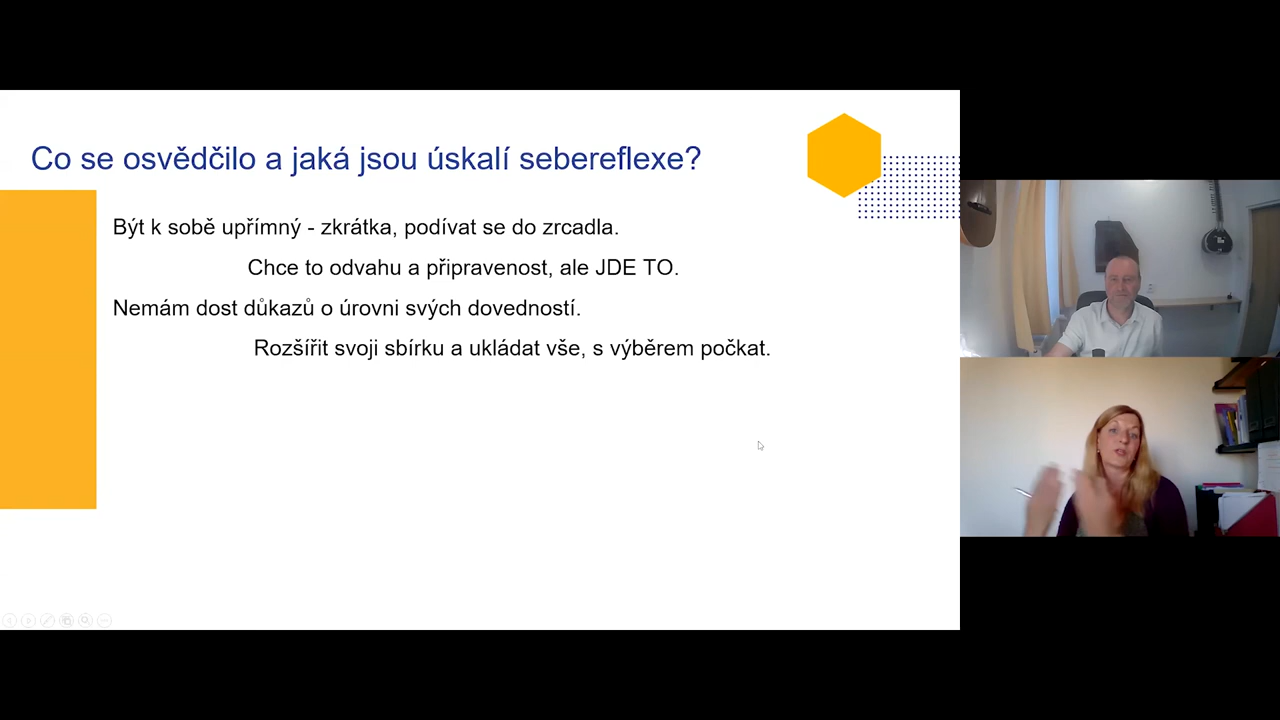 Co se osvědčilo a jaká jsou úskalí sebereflexe?
Být k sobě upřímný - zkrátka, podívat se do zrcadla.
Chce to odvahu a připravenost, ale JDE TO.
Nemám dost důkazů o úrovni svých dovedností.
Rozšířit svoji sbírku a ukládat vše, s výběrem počkat.